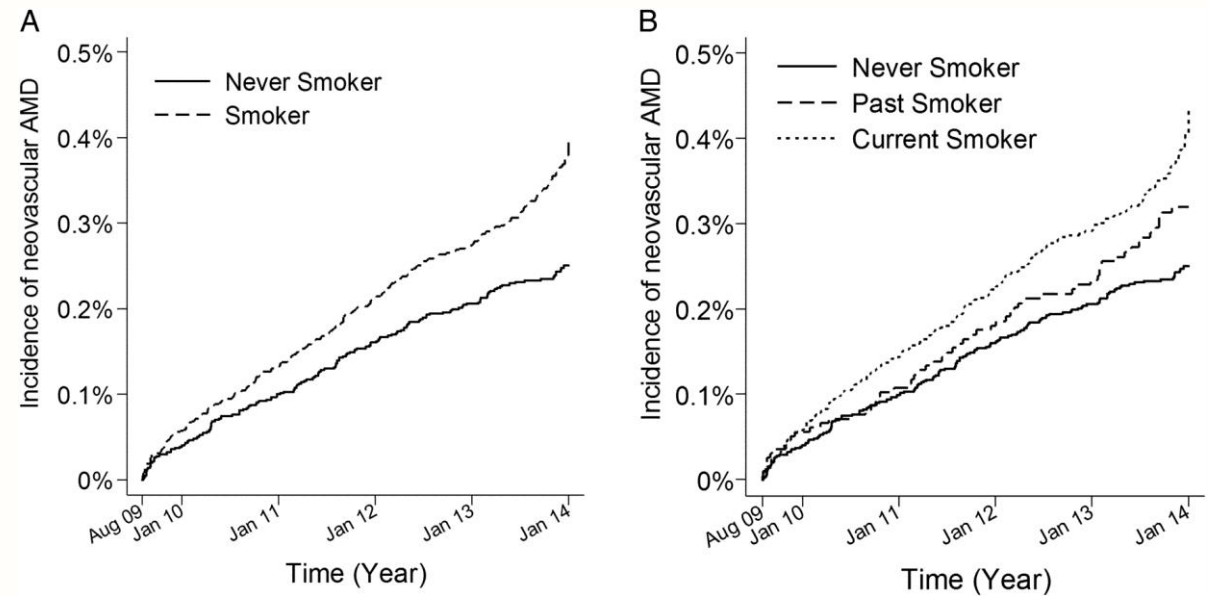 A
Incidence of neovascular AMD
0.5%
0.4%
0.3%
0.2%
0.1%
0%
Never Smoker
Smoker
Aug 09
Jan 10
Jan 11
Jan 12
Jan 13
Jan 14
Time (Year)
B
Incidence of neovascular AMD
0.5%
0.4%
0.3%
0.2%
0.1%
0%
Never Smoker
Past Smoker
Current Smoker
Aug 09
Jan 10
Jan 11
Jan 12
Jan 13
Jan 14
Time (Year)